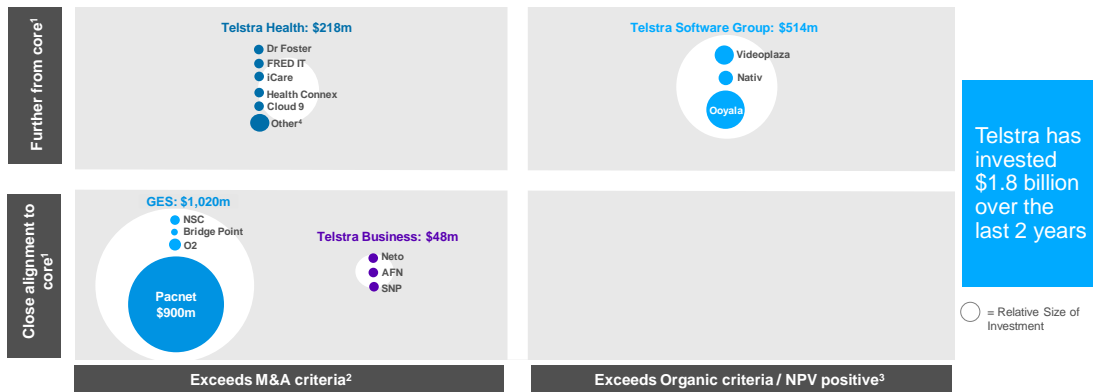 Further from core¹
Telstra Health: $218m
Dr Foster
FRED IT
iCare
Health Connex
Cloud 9
Other⁴
Telstra Software Group: $514m
Videoplaza
Nativ
Ooyala
Close alignment to
core¹
GES: $1,020m
NSC
Bridge Point
O2
Pacnet
$900m
Telstra Business: $48m
Neto
AFN
SNP
Telstra has
invested
$1.8 billion
over the
last 2 years
= Relative Size of
Investment
Exceeds M&A criteria²
Exceeds Organic criteria / NPV positive³